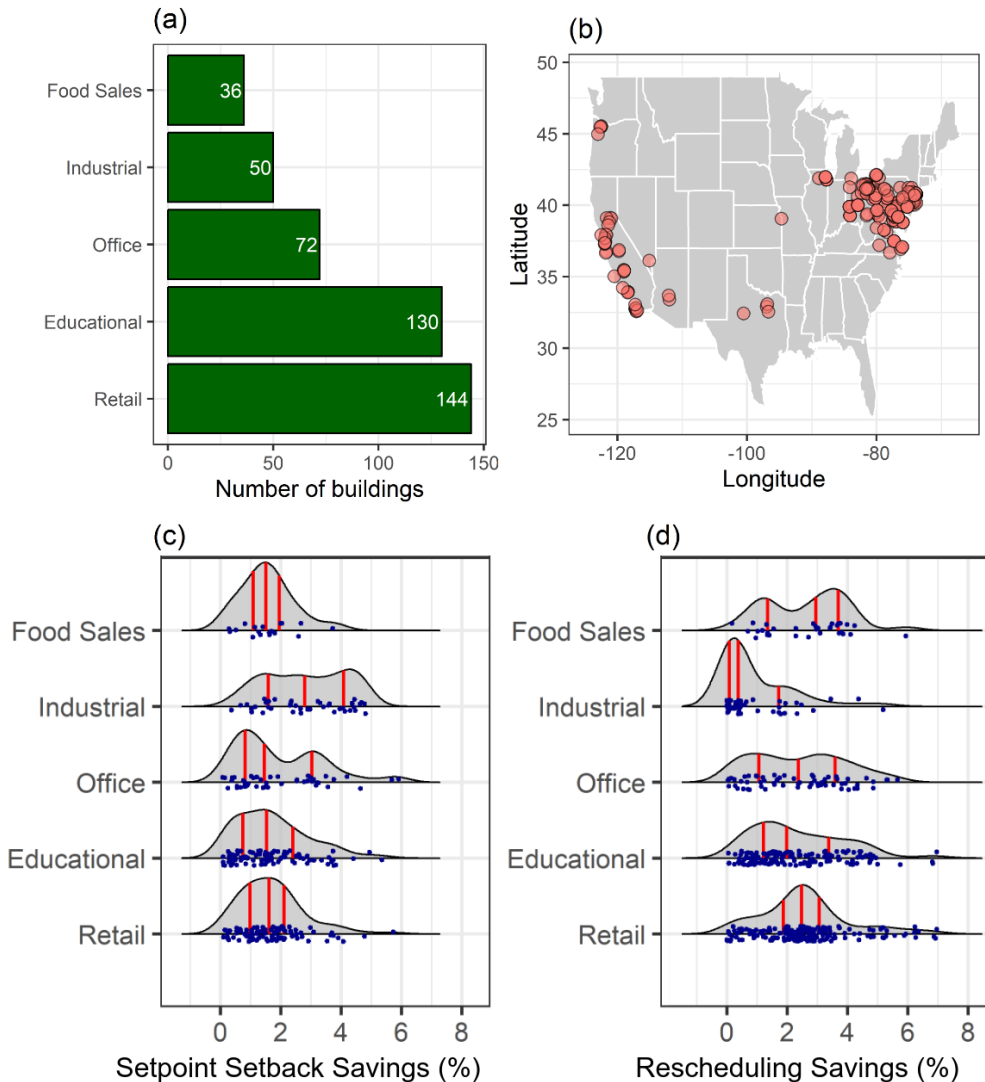 (a)
Food Sales
36
Industrial
50
Office
72
Educational
130
Retail
144
0 50 100 150
Number of buildings
(b)
50
45
40
35
30
25
Latitude
-120 -100 -80
Longitude
(c)
Food Sales
Industrial
Office
Educational
Retail
0 2 4 6 8
Setpoint Setback Savings (%)
(d)
Food Sales
Industrial
Office
Educational
Retail
0 2 4 6 8
Rescheduling Savings (%)